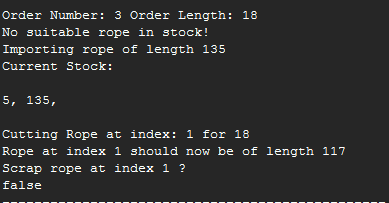 Order Number: 3 Order Length: 18
No suitable rope in stock!
Importing rope of length 135
Current Stock:
5, 135,
Cutting Rope at index: 1 for 18
Rope at index 1 should now be of length 117
Scrap rope at index 1 ?
false
-------------------------------------------------